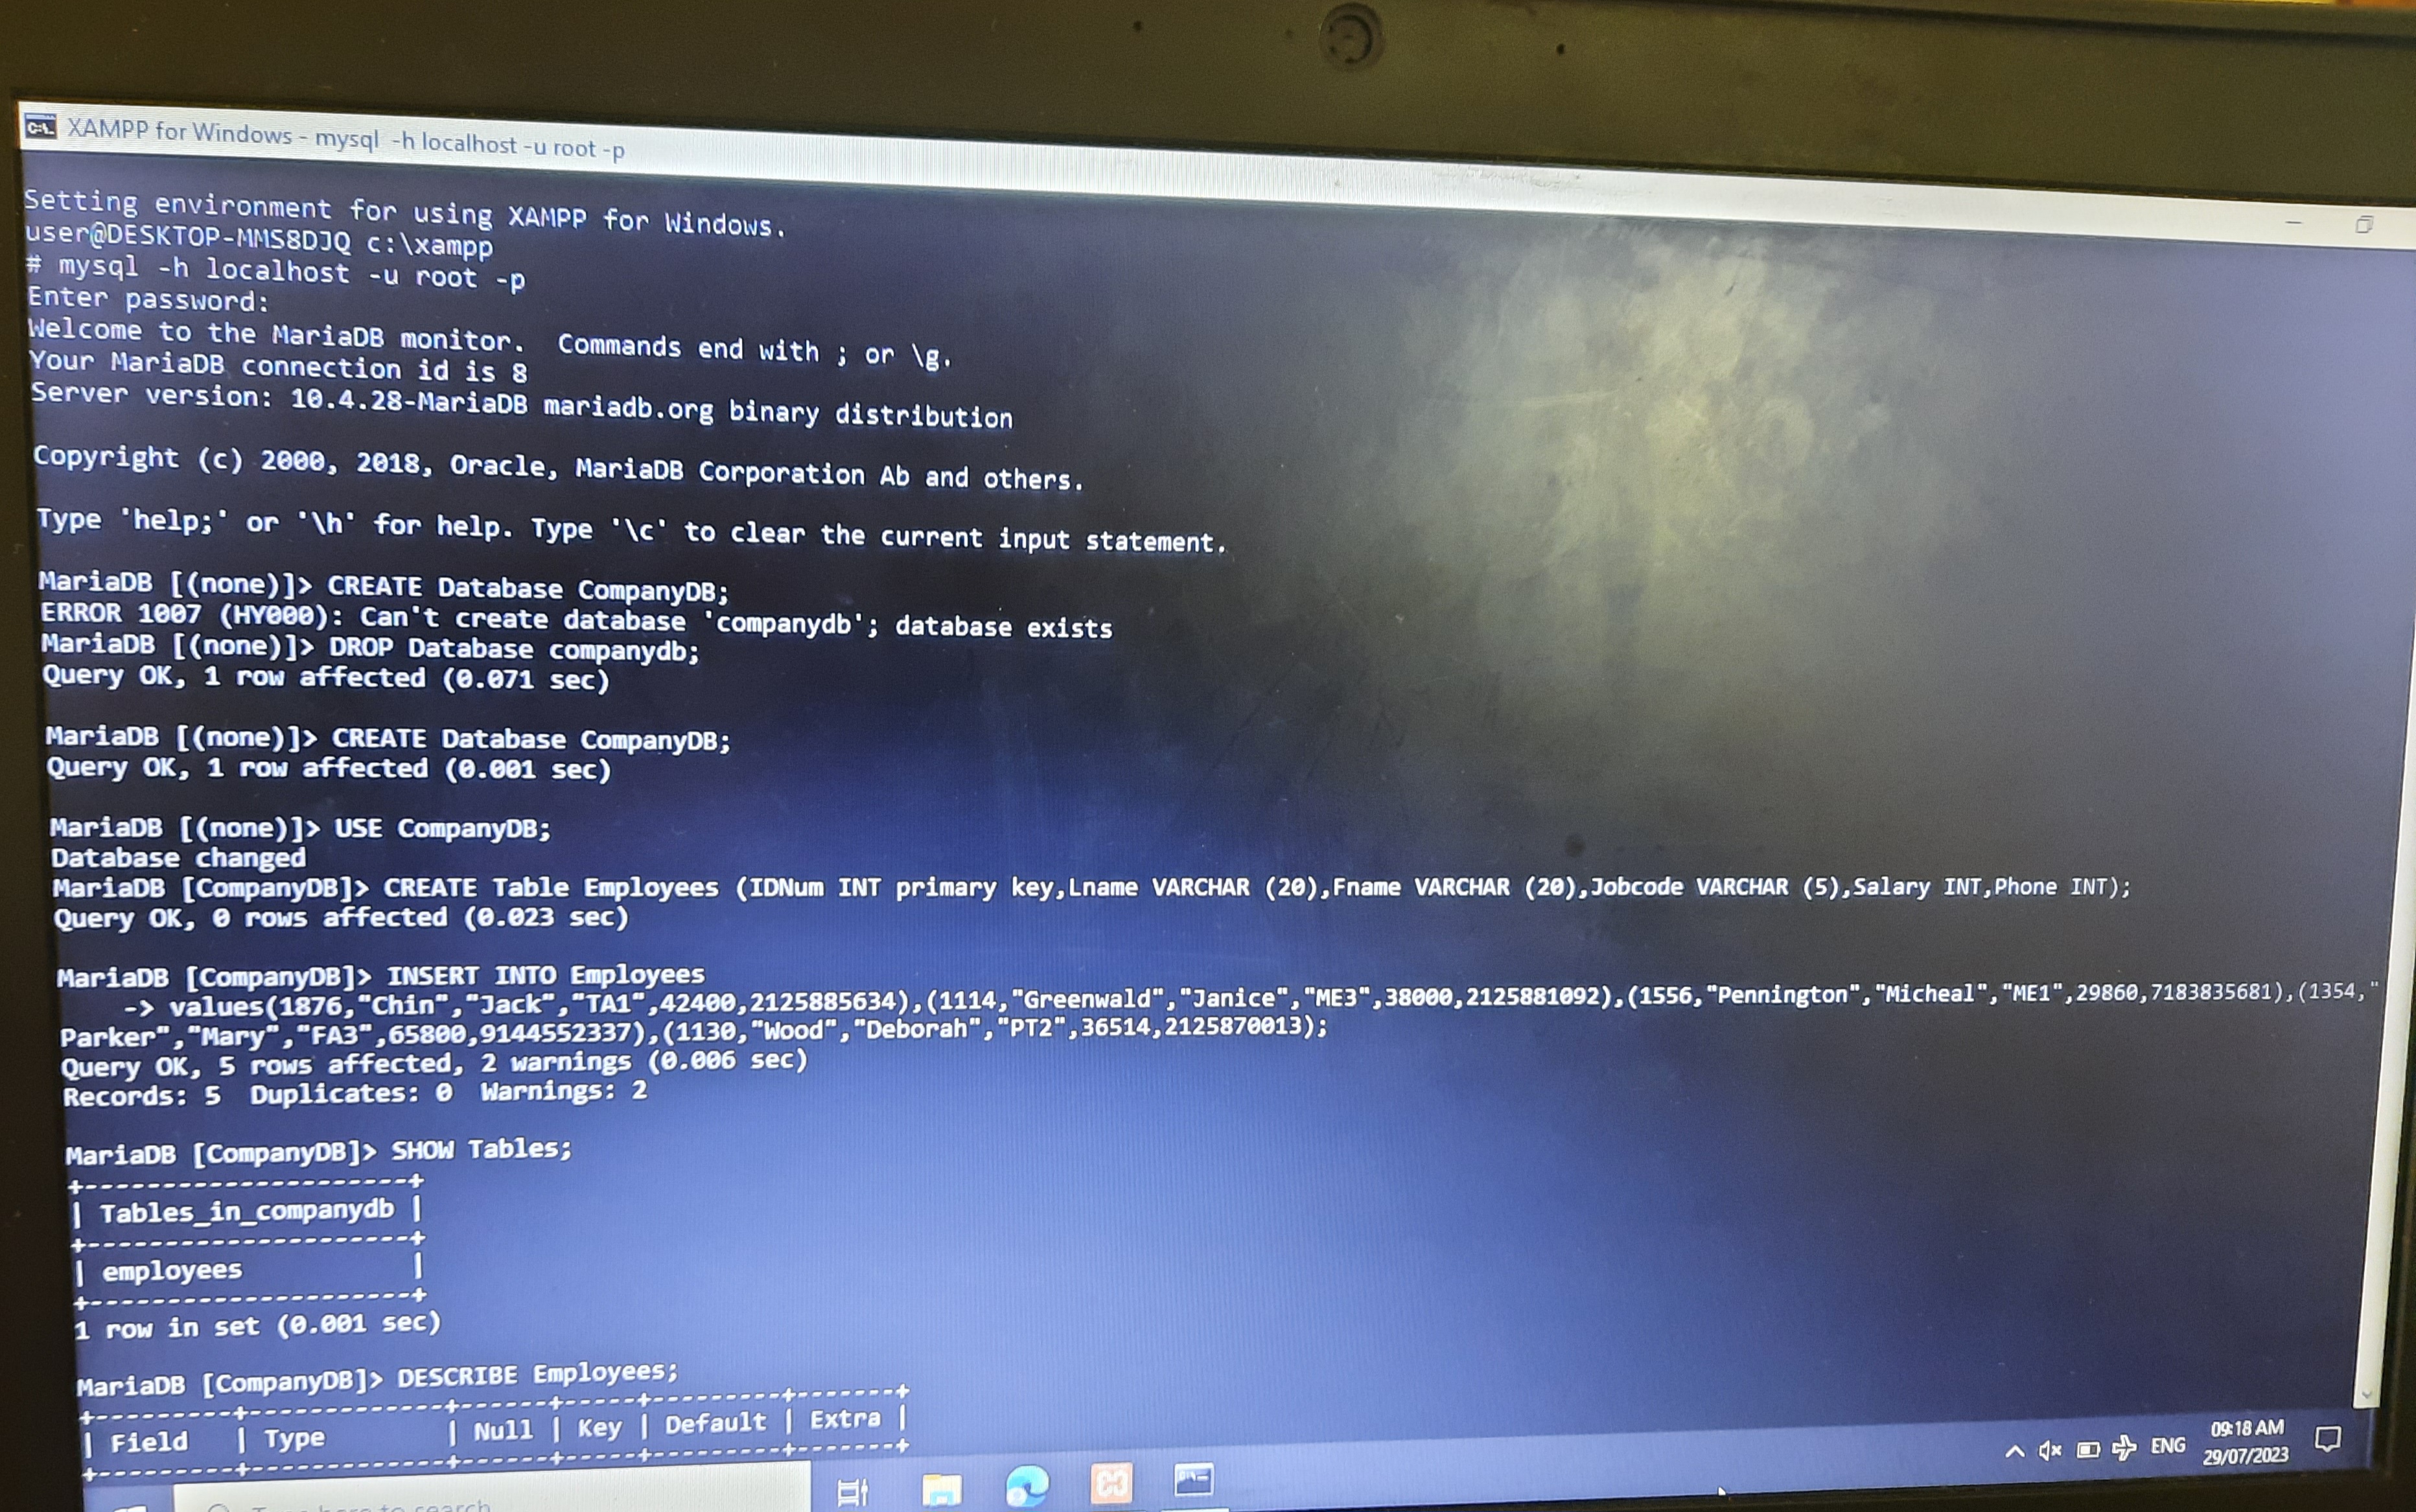 XAMPP for Windows - mysql  -h localhost -u root -p
Setting environment for using XAMPP for Windows.
user@DESKTOP-MMS8DJQ c:\xampp
# mysql -h localhost -u root -p
Enter password:
Welcome to the MariaDB monitor.  Commands end with ; or \g.
Your MariaDB connection id is 8
Server version: 10.4.28-MariaDB mariadb.org binary distribution
Copyright (c) 2000, 2018, Oracle, MariaDB Corporation Ab and others.
Type 'help;' or '\h' for help. Type '\c' to clear the current input statement.
MariaDB [(none)]> CREATE Database CompanyDB;
ERROR 1007 (HY000): Can't create database 'companydb'; database exists
MariaDB [(none)]> DROP Database companydb;
Query OK, 1 row affected (0.071 sec)
MariaDB [(none)]> CREATE Database CompanyDB;
Query OK, 1 row affected (0.001 sec)
MariaDB [(none)]> USE CompanyDB;
Database changed
MariaDB [CompanyDB]> CREATE Table Employees (IDNum INT primary key,Lname VARCHAR (20),Fname VARCHAR (20),Jobcode VARCHAR (5),Salary INT,Phone INT);
Query OK, 0 rows affected (0.023 sec)
MariaDB [CompanyDB]> INSERT INTO Employees
    -> values(1876,"Chin","Jack","TA1",42400,2125885634),(1114,"Greenwald","Janice","ME3",38000,2125881092),(1556,"Pennington","Micheal","ME1",29860,7183835681),(1354,"
Parker","Mary","FA3",65800,9144552337),(1130,"Wood","Deborah","PT2",36514,2125870013);
Query OK, 5 rows affected, 2 warnings (0.006 sec)
Records: 5  Duplicates: 0  Warnings: 2
MariaDB [CompanyDB]> SHOW Tables;
+---------------------+
| Tables_in_companydb |
+---------------------+
| employees           |
+---------------------+
1 row in set (0.001 sec)
MariaDB [CompanyDB]> DESCRIBE Employees;
+---------+-------------+------+-----+---------+-------+
| Field   | Type        | Null | Key | Default | Extra |
+---------+-------------+------+-----+---------+-------+
Type here to search
ENG
09:18 AM
29/07/2023